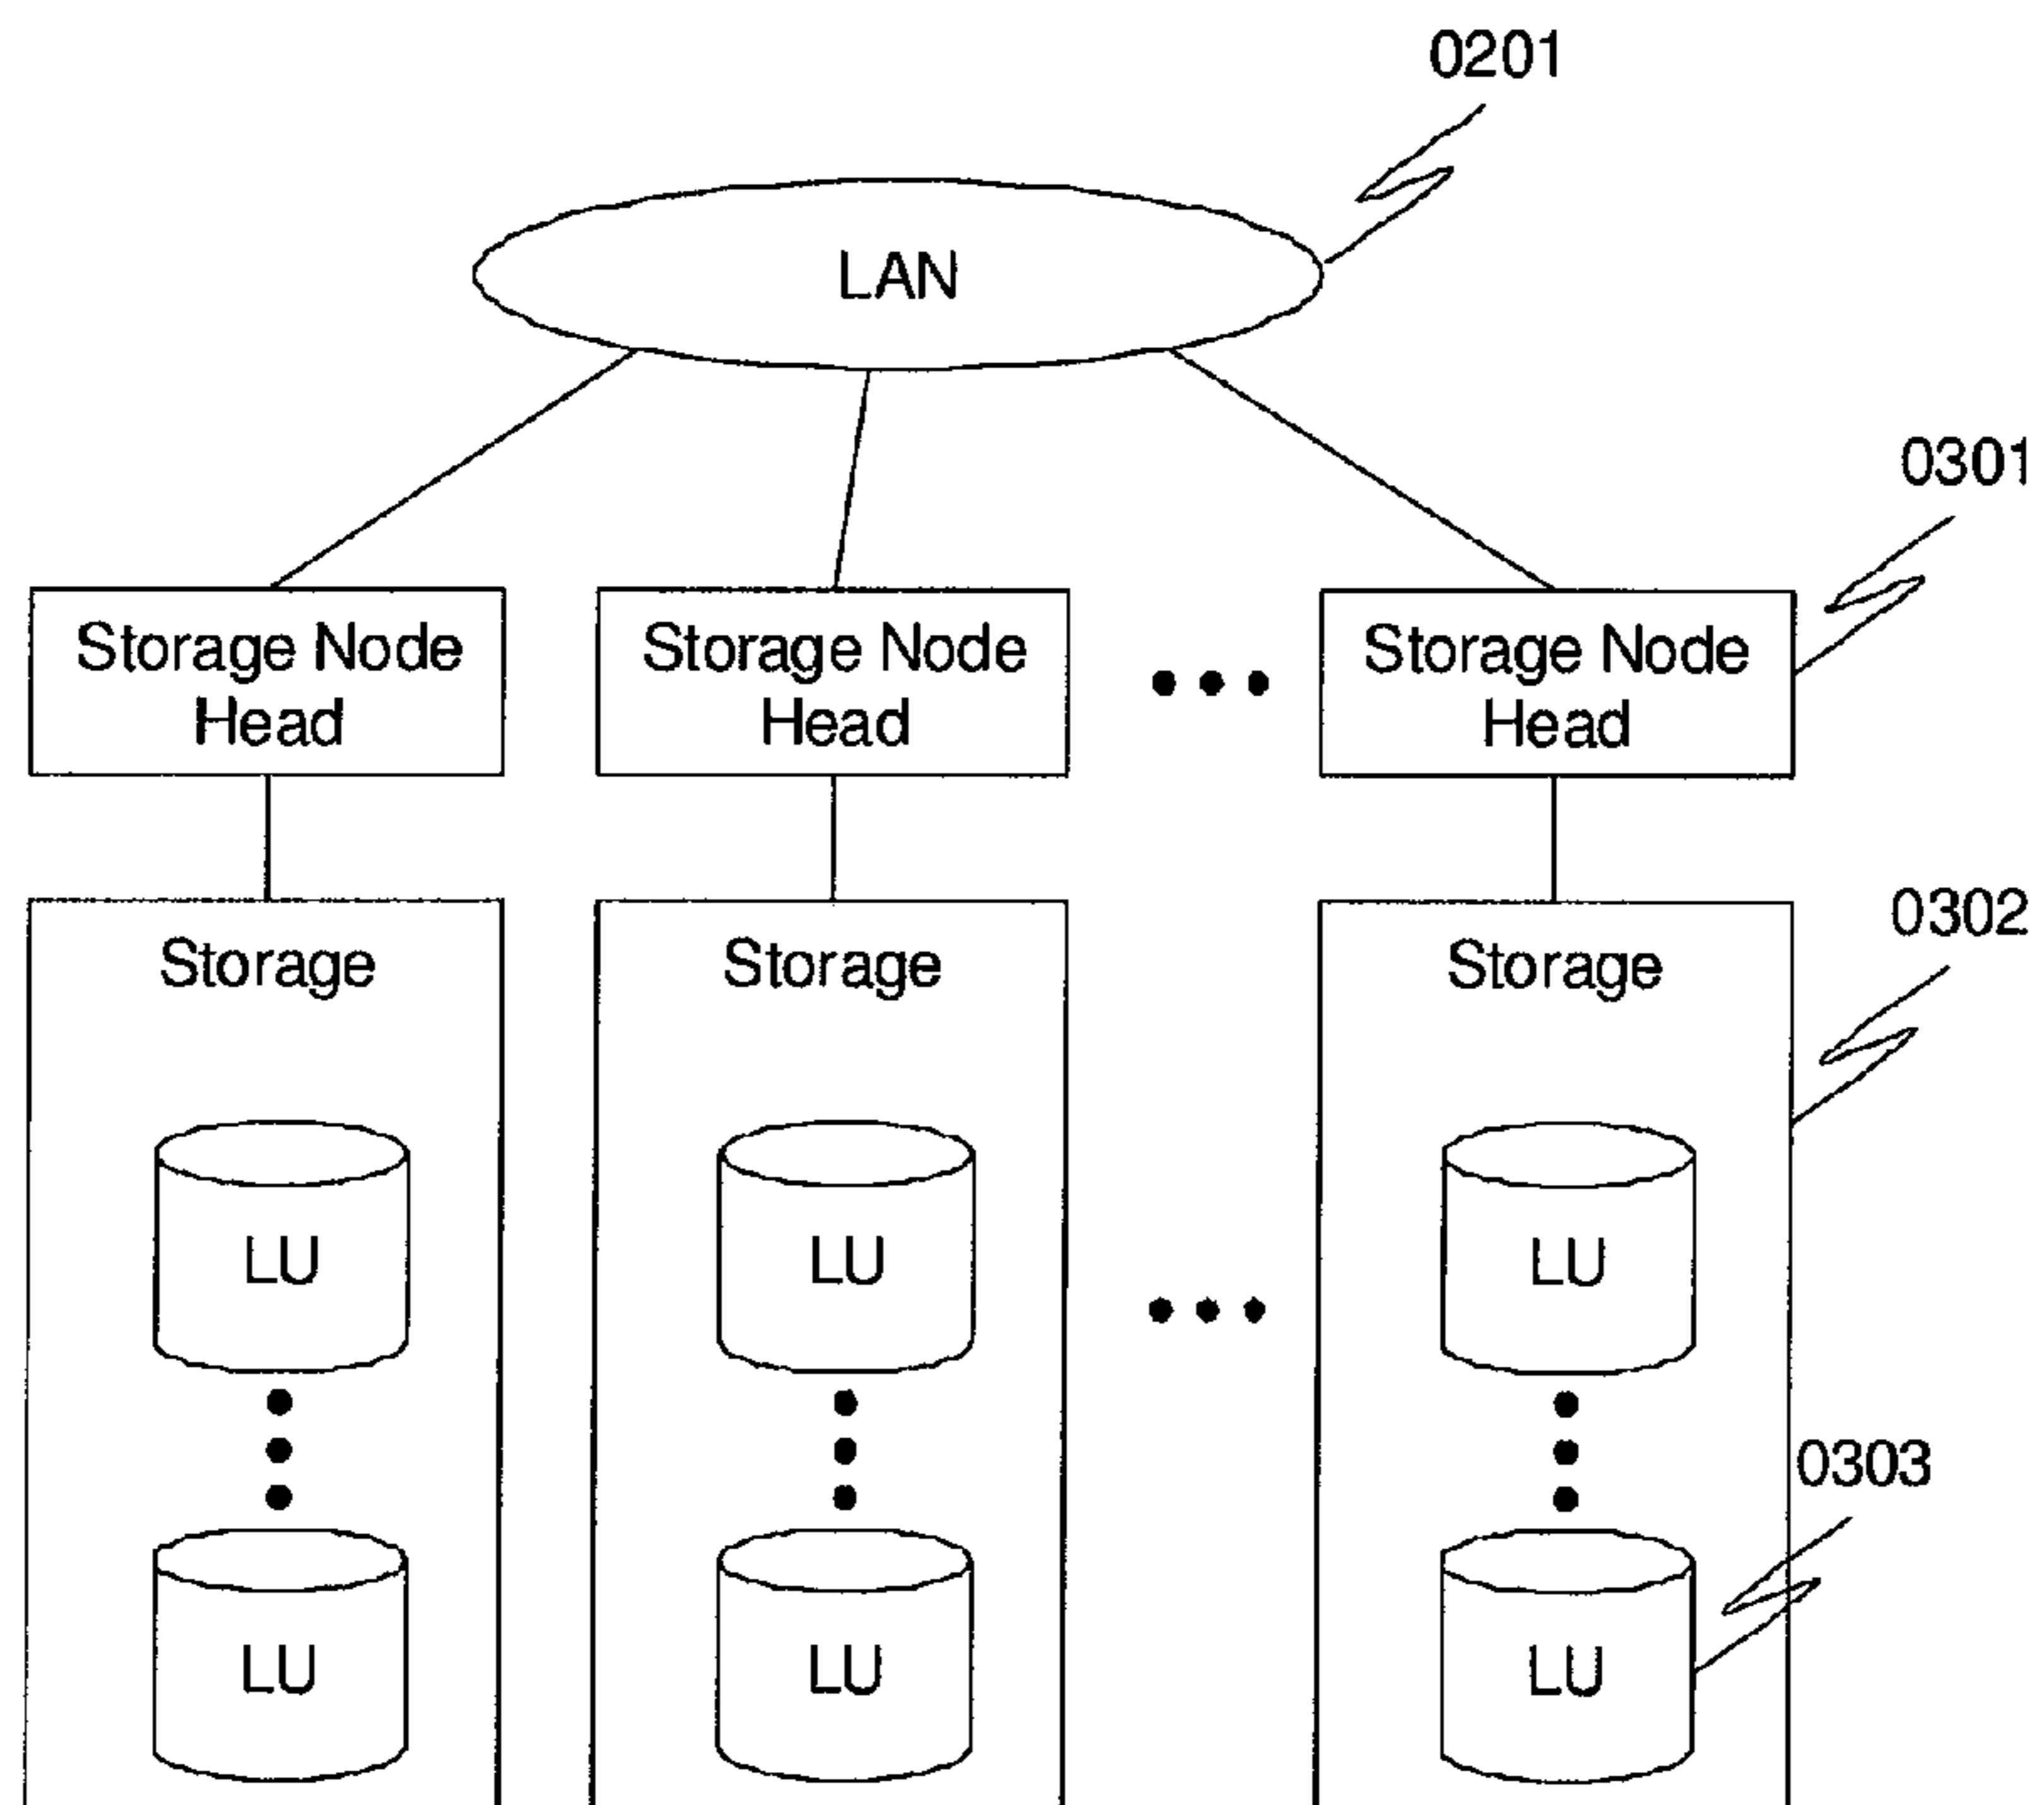 0201
LAN
0301
Storage Node
Head
Storage Node
Head
Storage Node
Head
0302
Storage
Storage
Storage
LU
LU
LU
0303
LU
LU
LU